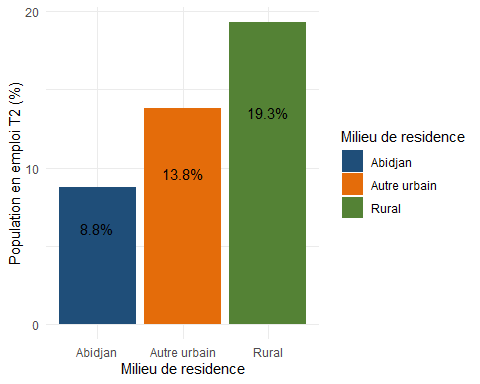 Population en emploi T2 (%)
20
10
0
8.8%
13.8%
19.3%
Abidjan
Autre urbain
Rural
Milieu de residence
Milieu de residence
Abidjan
Autre urbain
Rural